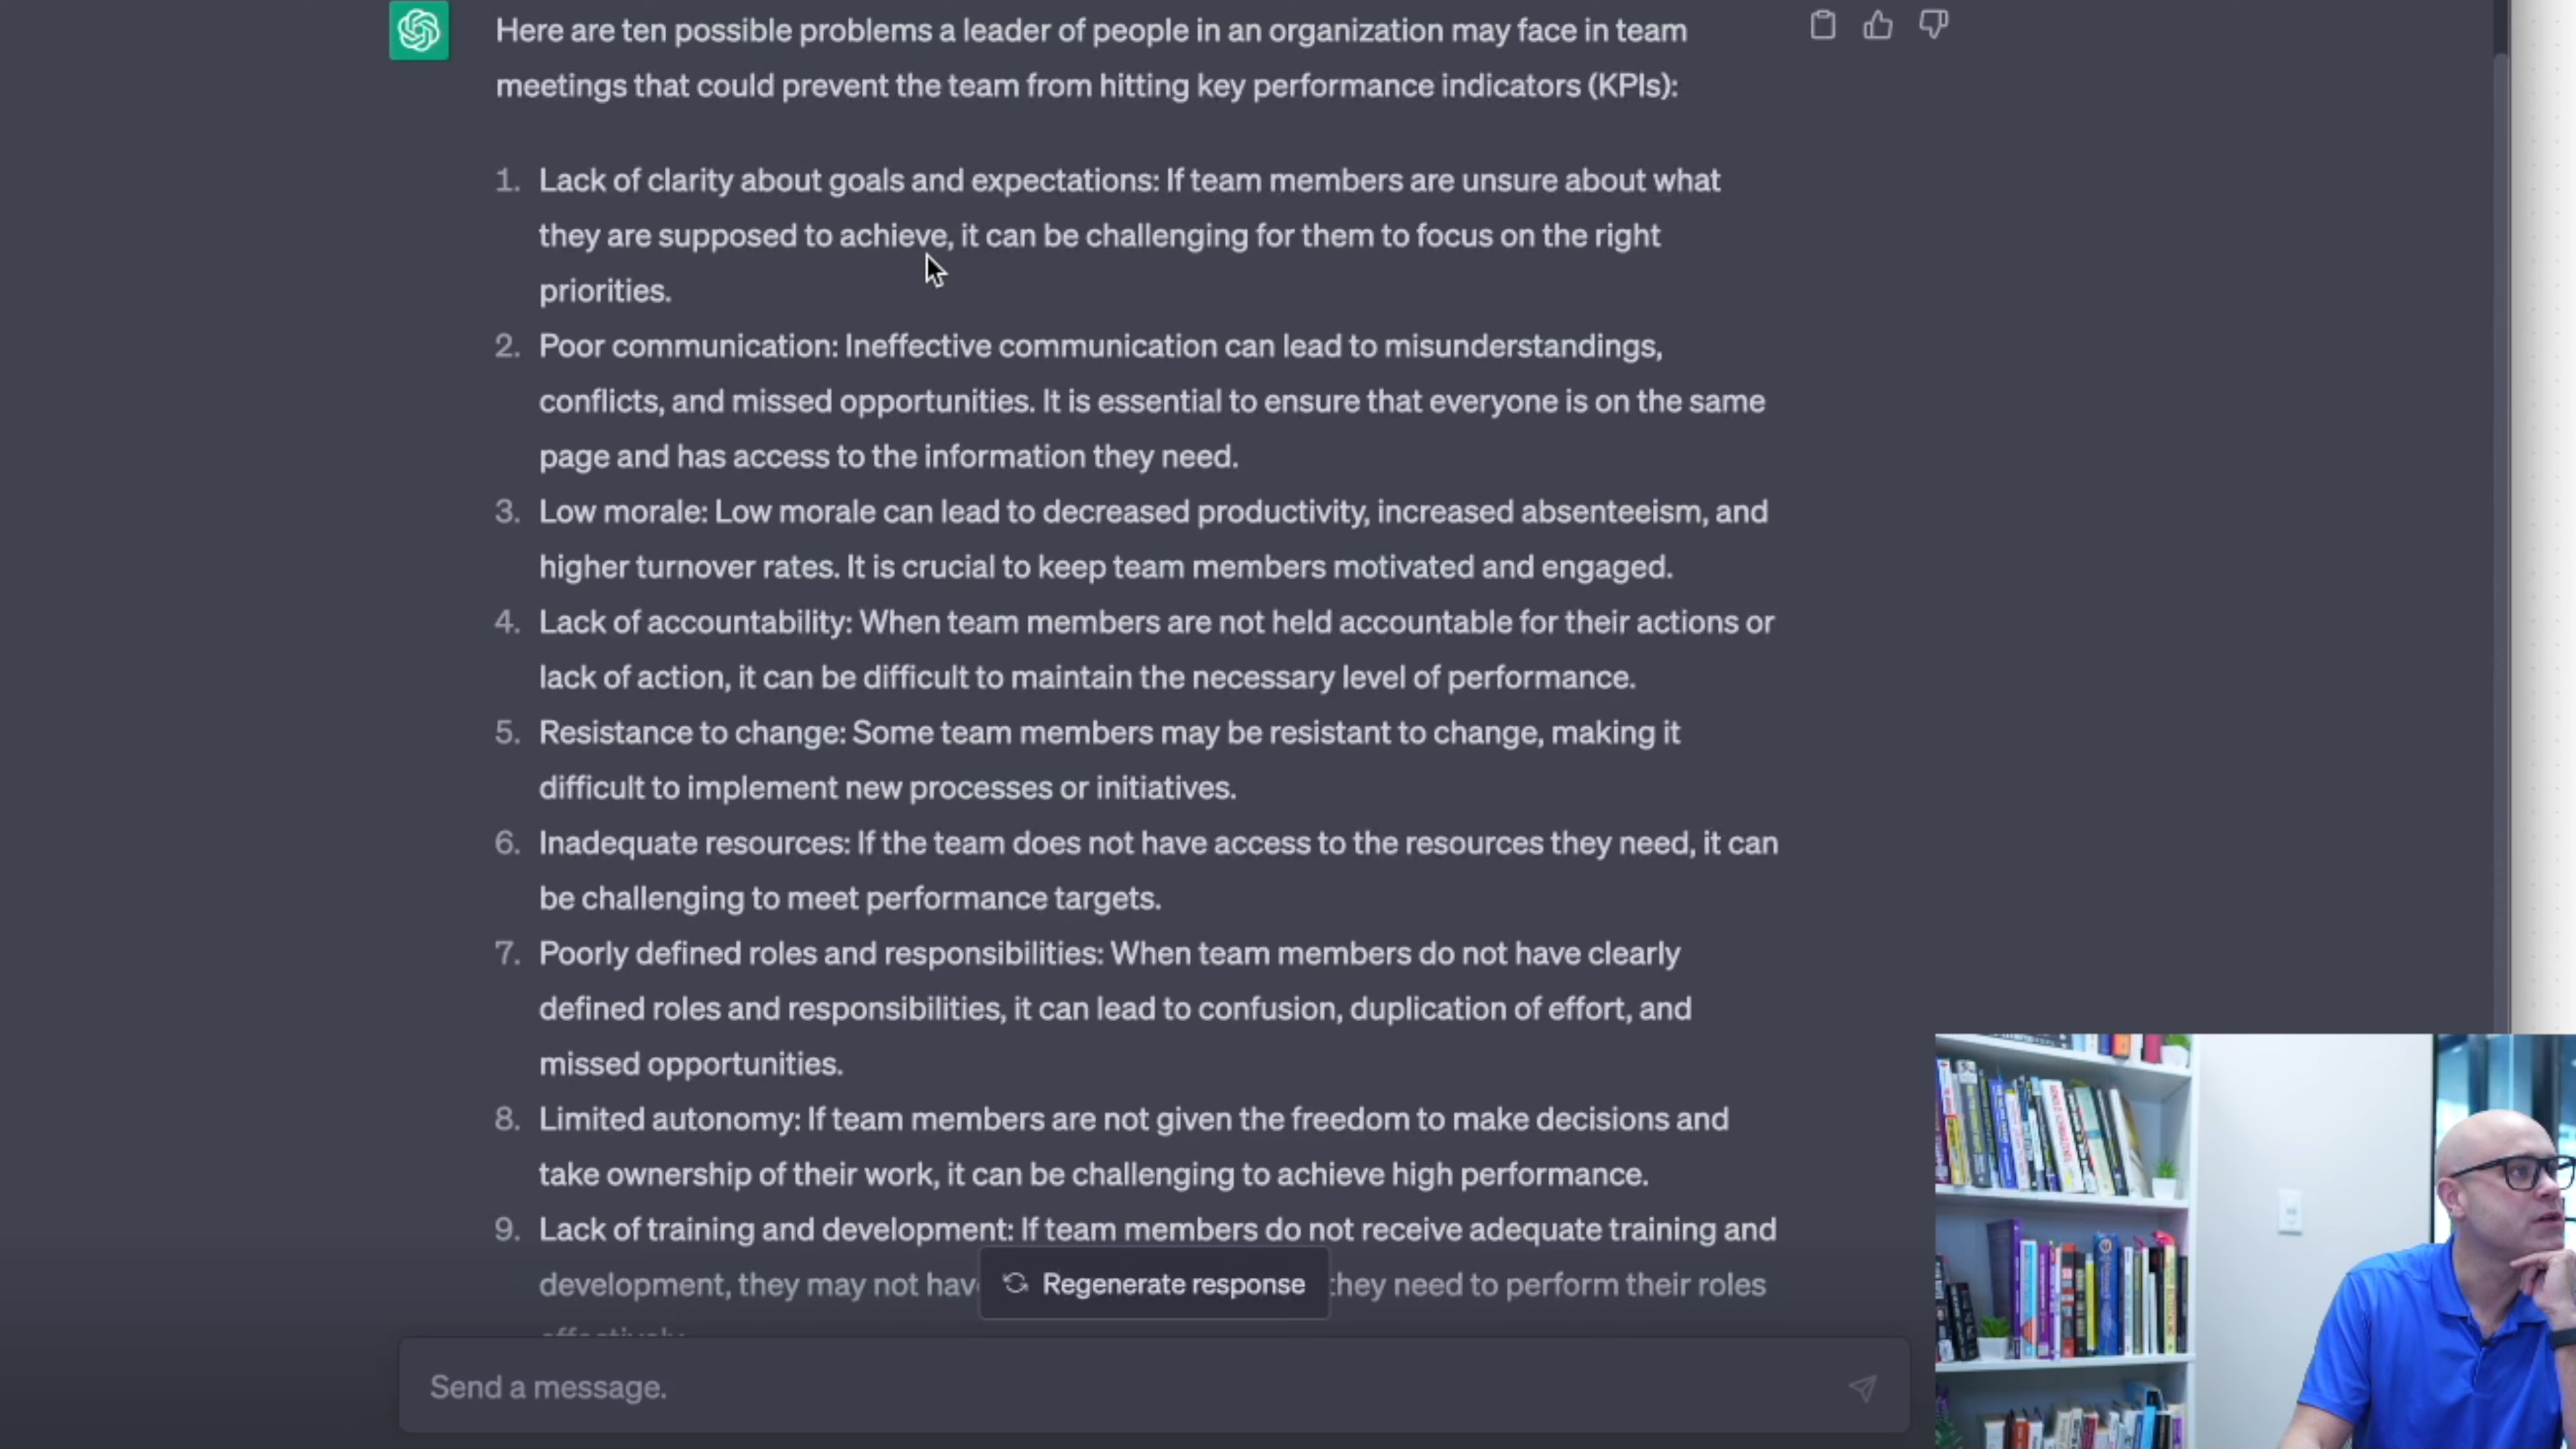 Here are ten possible problems a leader of people in an organization may face in team
meetings that could prevent the team from hitting key performance indicators (KPIs):
1. Lack of clarity about goals and expectations: If team members are unsure about what
they are supposed to achieve, it can be challenging for them to focus on the right
priorities.
2. Poor communication: Ineffective communication can lead to misunderstandings,
conflicts, and missed opportunities. It is essential to ensure that everyone is on the same
page and has access to the information they need.
3. Low morale: Low morale can lead to decreased productivity, increased absenteeism, and
higher turnover rates. It is crucial to keep team members motivated and engaged.
4. Lack of accountability: When team members are not held accountable for their actions or
lack of action, it can be difficult to maintain the necessary level of performance.
5. Resistance to change: Some team members may be resistant to change, making it
difficult to implement new processes or initiatives.
6. Inadequate resources: If the team does not have access to the resources they need, it can
be challenging to meet performance targets.
7. Poorly defined roles and responsibilities: When team members do not have clearly
defined roles and responsibilities, it can lead to confusion, duplication of effort, and
missed opportunities.
8. Limited autonomy: If team members are not given the freedom to make decisions and
take ownership of their work, it can be challenging to achieve high performance.
9. Lack of training and development: If team members do not receive adequate training and
development, they may not hav they need to perform their roles
Regenerate response
Send a message.